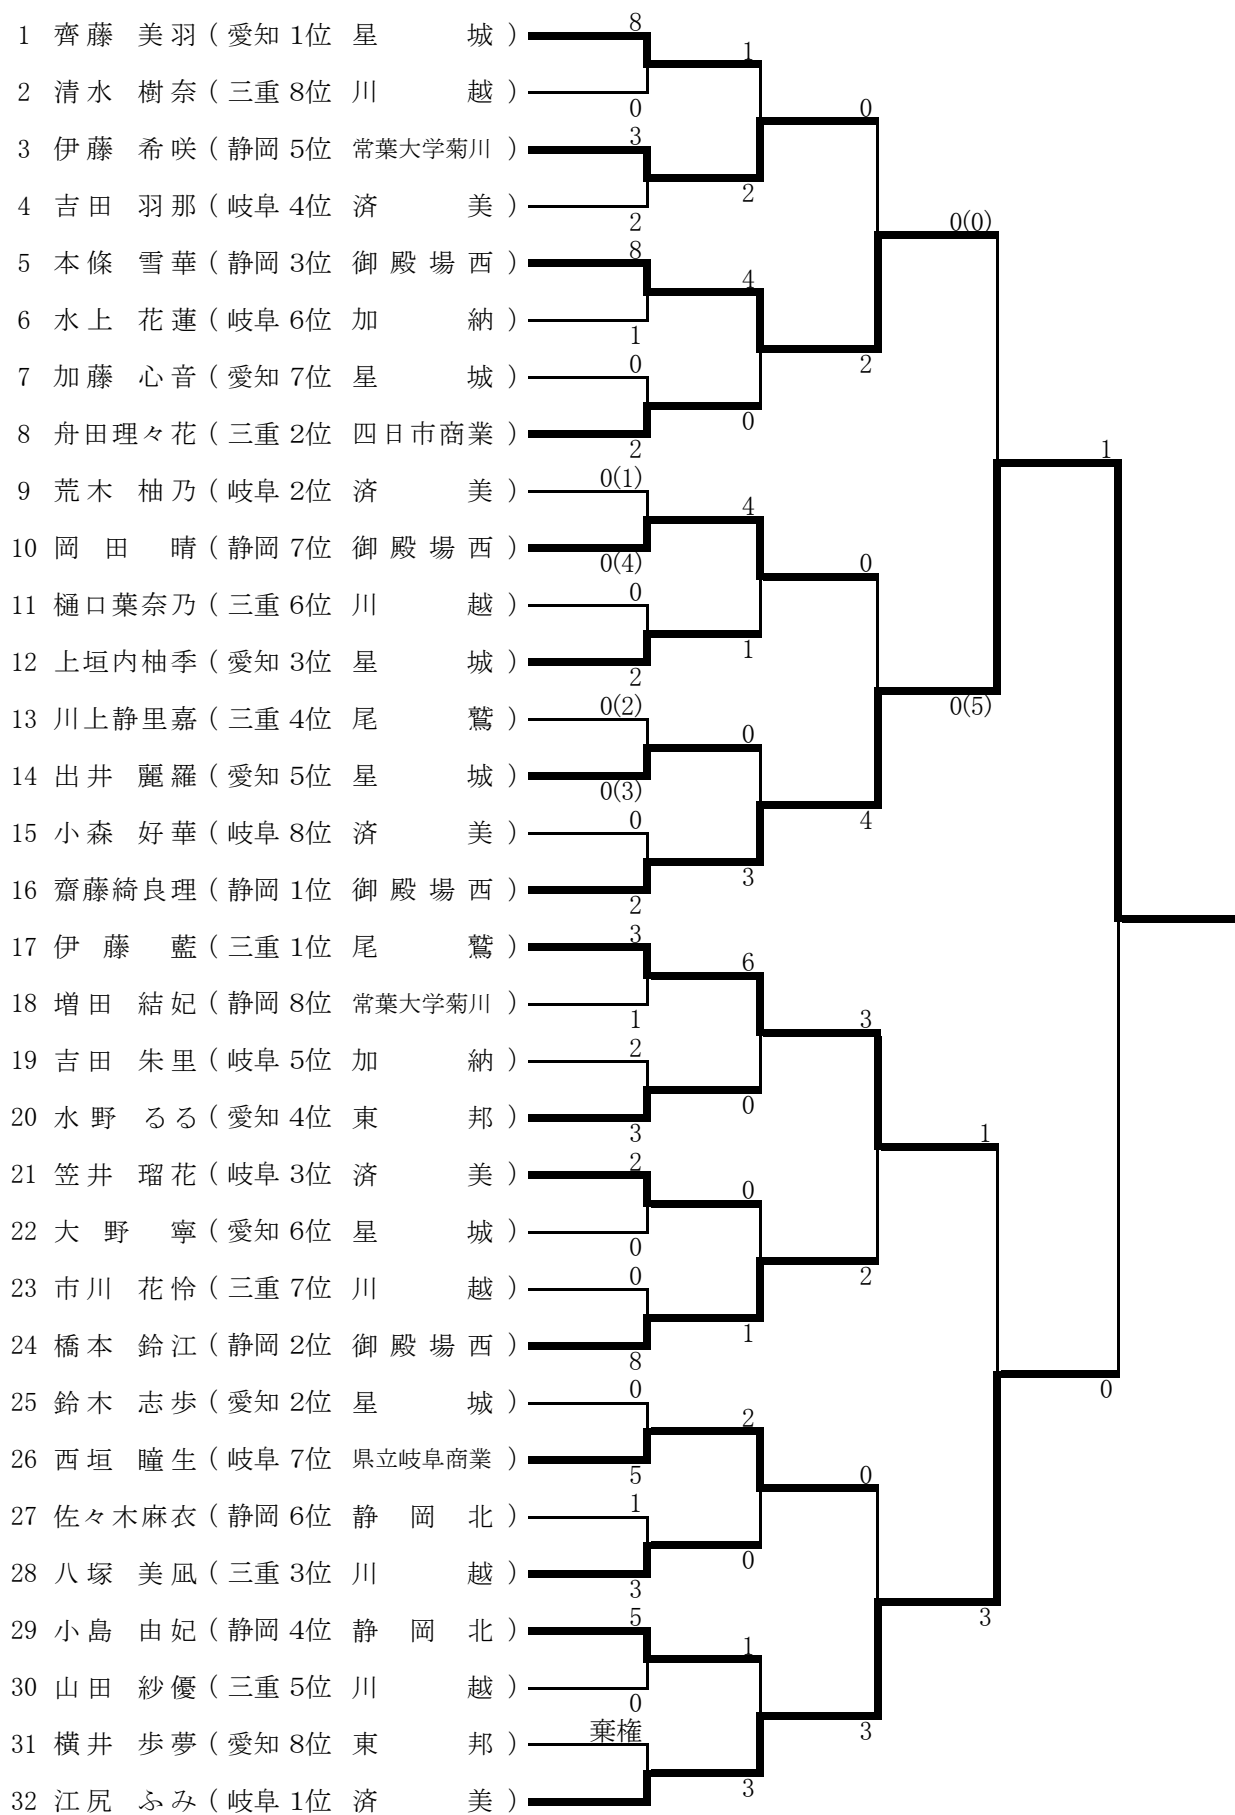 8
1 齊藤 美羽 ( 愛知 1位 星 城 )
1
2 清水 樹奈 ( 三重 8位 川 越 )
0 0
3
3 伊藤 希咲 ( 静岡 5位 常葉大学菊川 )
2
4 吉田 羽那 ( 岐阜 4位 済 美 )
2 0(0)
8
5 本條 雪華 ( 静岡 3位 御殿場西 )
4
6 水上 花蓮 ( 岐阜 6位 加 納 )
1
0 2
7 加藤 心音 ( 愛知 7位 星 城 )
0
8 舟田理々花 ( 三重 2位 四日市商業 )
2 1
0(1)
9 荒木 柚乃 ( 岐阜 2位 済 美 )
4
10 岡田 晴 ( 静岡 7位 御殿場西 )
0(4) 0
0
11 樋口葉奈乃 ( 三重 6位 川 越 )
1
12 上垣内柚季 ( 愛知 3位 星 城 )
2
0(2) 0(5)
13 川上静里嘉 ( 三重 4位 尾 鷲 )
0
14 出井 麗羅 ( 愛知 5位 星 城 )
0(3)
0 4
15 小森 好華 ( 岐阜 8位 済 美 )
3
16 齋藤綺良理 ( 静岡 1位 御殿場西 )
2
3
17 伊藤 藍 ( 三重 1位 尾 鷲 )
6
18 増田 結妃 ( 静岡 8位 常葉大学菊川 )
1 3
2
19 吉田 朱里 ( 岐阜 5位 加 納 )
0
20 水野 るる ( 愛知 4位 東 邦 )
3 1
2
21 笠井 瑠花 ( 岐阜 3位 済 美 )
0
22 大野 寧 ( 愛知 6位 星 城 )
0
0 2
23 市川 花怜 ( 三重 7位 川 越 )
1
24 橋本 鈴江 ( 静岡 2位 御殿場西 )
8
0 0
25 鈴木 志歩 ( 愛知 2位 星 城 )
2
26 西垣 瞳生 ( 岐阜 7位 県立岐阜商業 )
5 0
1
27 佐々木麻衣 ( 静岡 6位 静岡北 )
0
28 八塚 美凪 ( 三重 3位 川 越 )
3
5 3
29 小島 由妃 ( 静岡 4位 静岡北 )
1
30 山田 紗優 ( 三重 5位 川 越 )
0
棄権 3
31 横井 歩夢 ( 愛知 8位 東 邦 )
3
32 江尻 ふみ ( 岐阜 1位 済 美 )